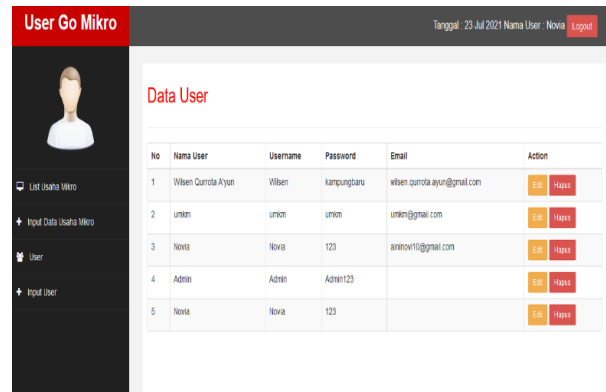 User Go Mikro
Tanggal : 23 Jul 2021 Nama User : Novia Logout
List Usaha Mikro
Input Data Usaha Mikro
User
Input User
Data User
No Nama User Username Password Email Action
1 Wilsen Qurrota A'yun Wilsen kampungbaru wilsen.qurrota.ayun@gmail.com Edit Hapus
2 umkm umkm umkm umkm@gmail.com Edit Hapus
3 Novia Novia 123 aininovi10@gmail.com Edit Hapus
4 Admin Admin Admin123 Edit Hapus
5 Novia Novia 123 Edit Hapus